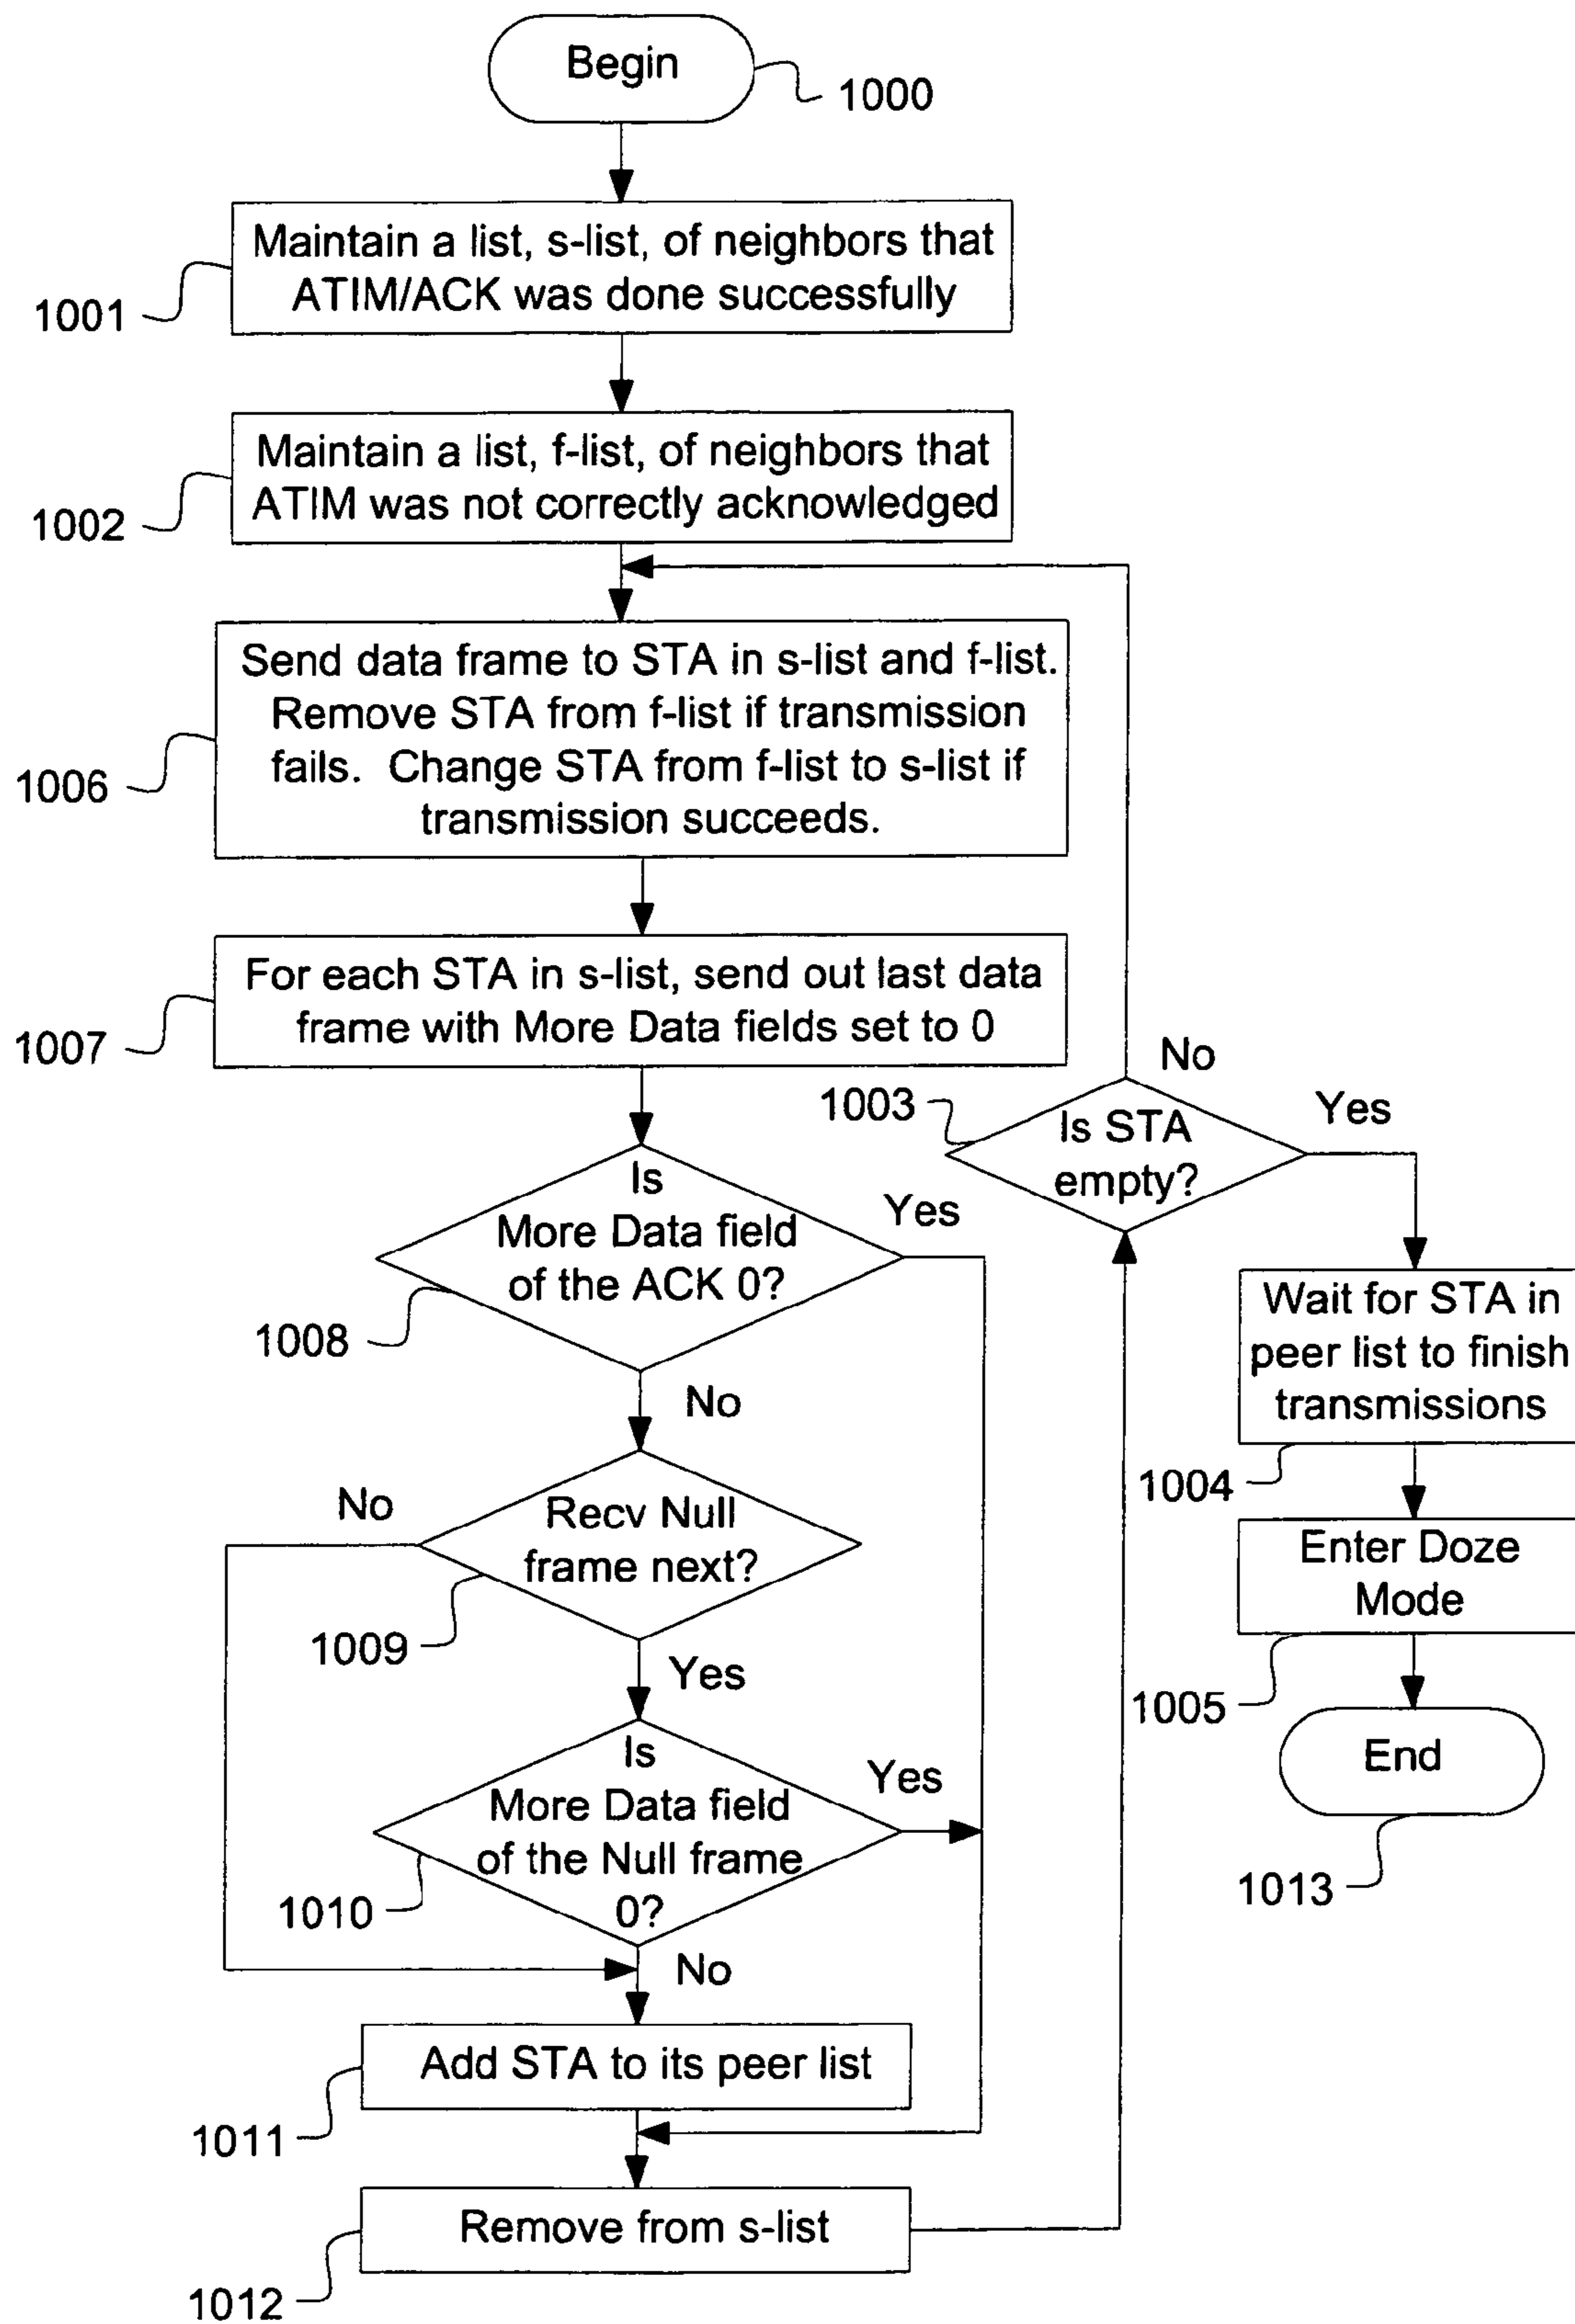 Begin
1000
Maintain a list, s-list, of neighbors that
ATIM/ACK was done successfully
1001
Maintain a list, f-list, of neighbors that
ATIM was not correctly acknowledged
1002
Send data frame to STA in s-list and f-list.
Remove STA from f-list if transmission
fails. Change STA from f-list to s-list if
transmission succeeds.
1006
For each STA in s-list, send out last data
frame with More Data fields set to 0
1007
Is
More Data field
of the ACK 0?
Yes
1008
No
Recv Null
frame next?
No
1009
Yes
Is
More Data field
of the Null frame
0?
Yes
1010
No
Add STA to its peer list
1011
Remove from s-list
1012
No
1003
Is STA
empty?
Yes
Wait for STA in
peer list to finish
transmissions
1004
Enter Doze
Mode
1005
End
1013